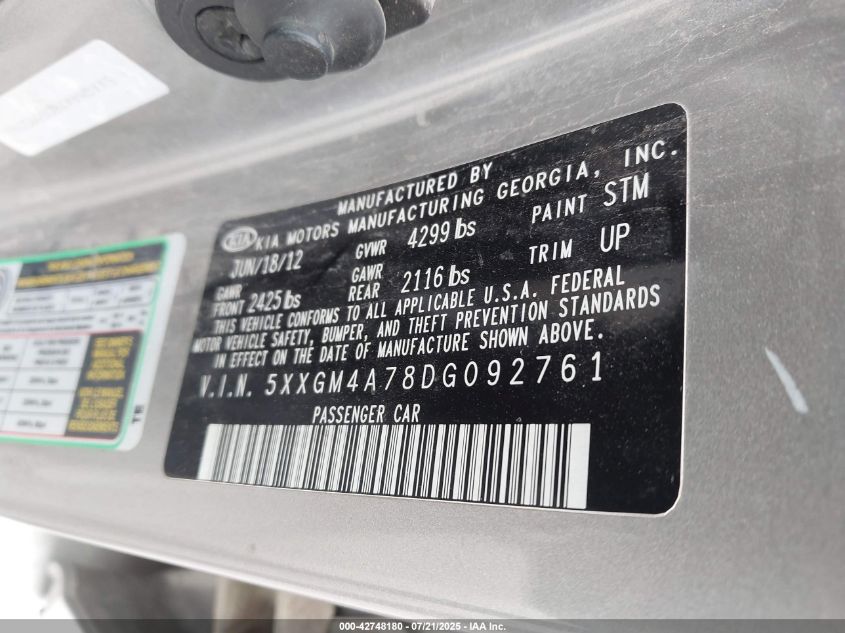 MANUFACTURED BY
KIA KIA MOTORS MANUFACTURING GEORGIA, INC.
JUN/18/12 GVWR 4299 lbs PAINT STM
GAWR FRONT 2425 lbs GAWR REAR 2116 lbs TRIM UP
THIS VEHICLE CONFORMS TO ALL APPLICABLE U.S.A. FEDERAL
MOTOR VEHICLE SAFETY, BUMPER, AND THEFT PREVENTION STANDARDS
IN EFFECT ON THE DATE OF MANUFACTURE SHOWN ABOVE.
V.I.N. 5XXGM4A78DG092761
PASSENGER CAR
000-42748180 - 07/21/2025 - IAA Inc.